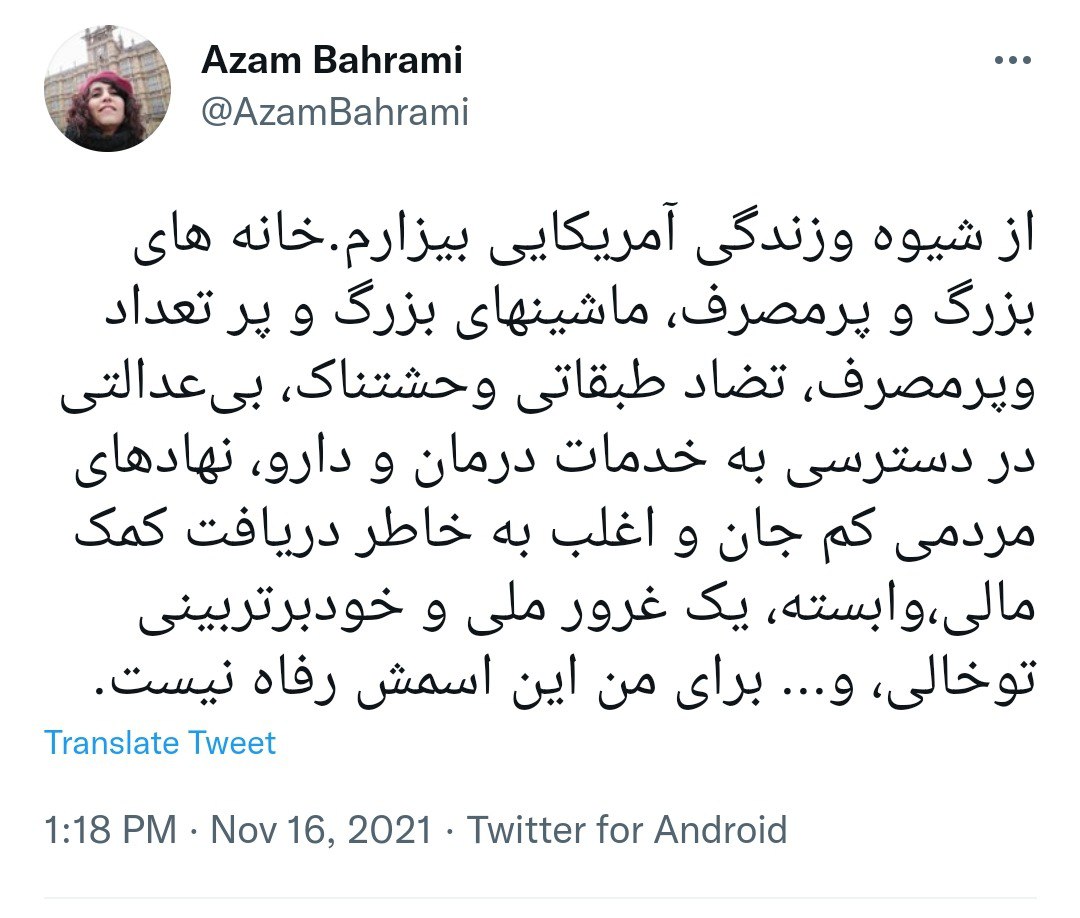 Azam Bahrami
@AzamBahrami
از شیوه وزندگی آمریکایی بیزارم.خانه های
بزرگ و پرمصرف، ماشینهای بزرگ و پر تعداد
وپرمصرف، تضاد طبقاتی وحشتناک، بی‌عدالتی
در دسترسی به خدمات درمان و دارو، نهادهای
مردمی کم جان و اغلب به خاطر دریافت کمک
مالی،وابسته، یک غرور ملی و خودبرتربینی
توخالی، و... برای من این اسمش رفاه نیست.
Translate Tweet
1:18 PM · Nov 16, 2021 · Twitter for Android